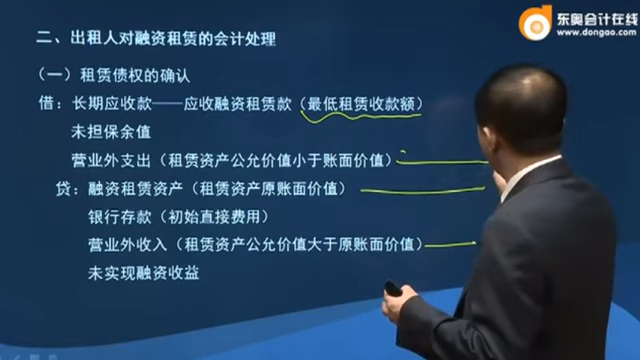 东奥会计在线
www.dongao.com
二、出租人对融资租赁的会计处理
（一）租赁债权的确认
借：长期应收款——应收融资租赁款（最低租赁收款额）
未担保余值
营业外支出（租赁资产公允价值小于账面价值）
贷：融资租赁资产（租赁资产原账面价值）
银行存款（初始直接费用）
营业外收入（租赁资产公允价值大于原账面价值）
未实现融资收益